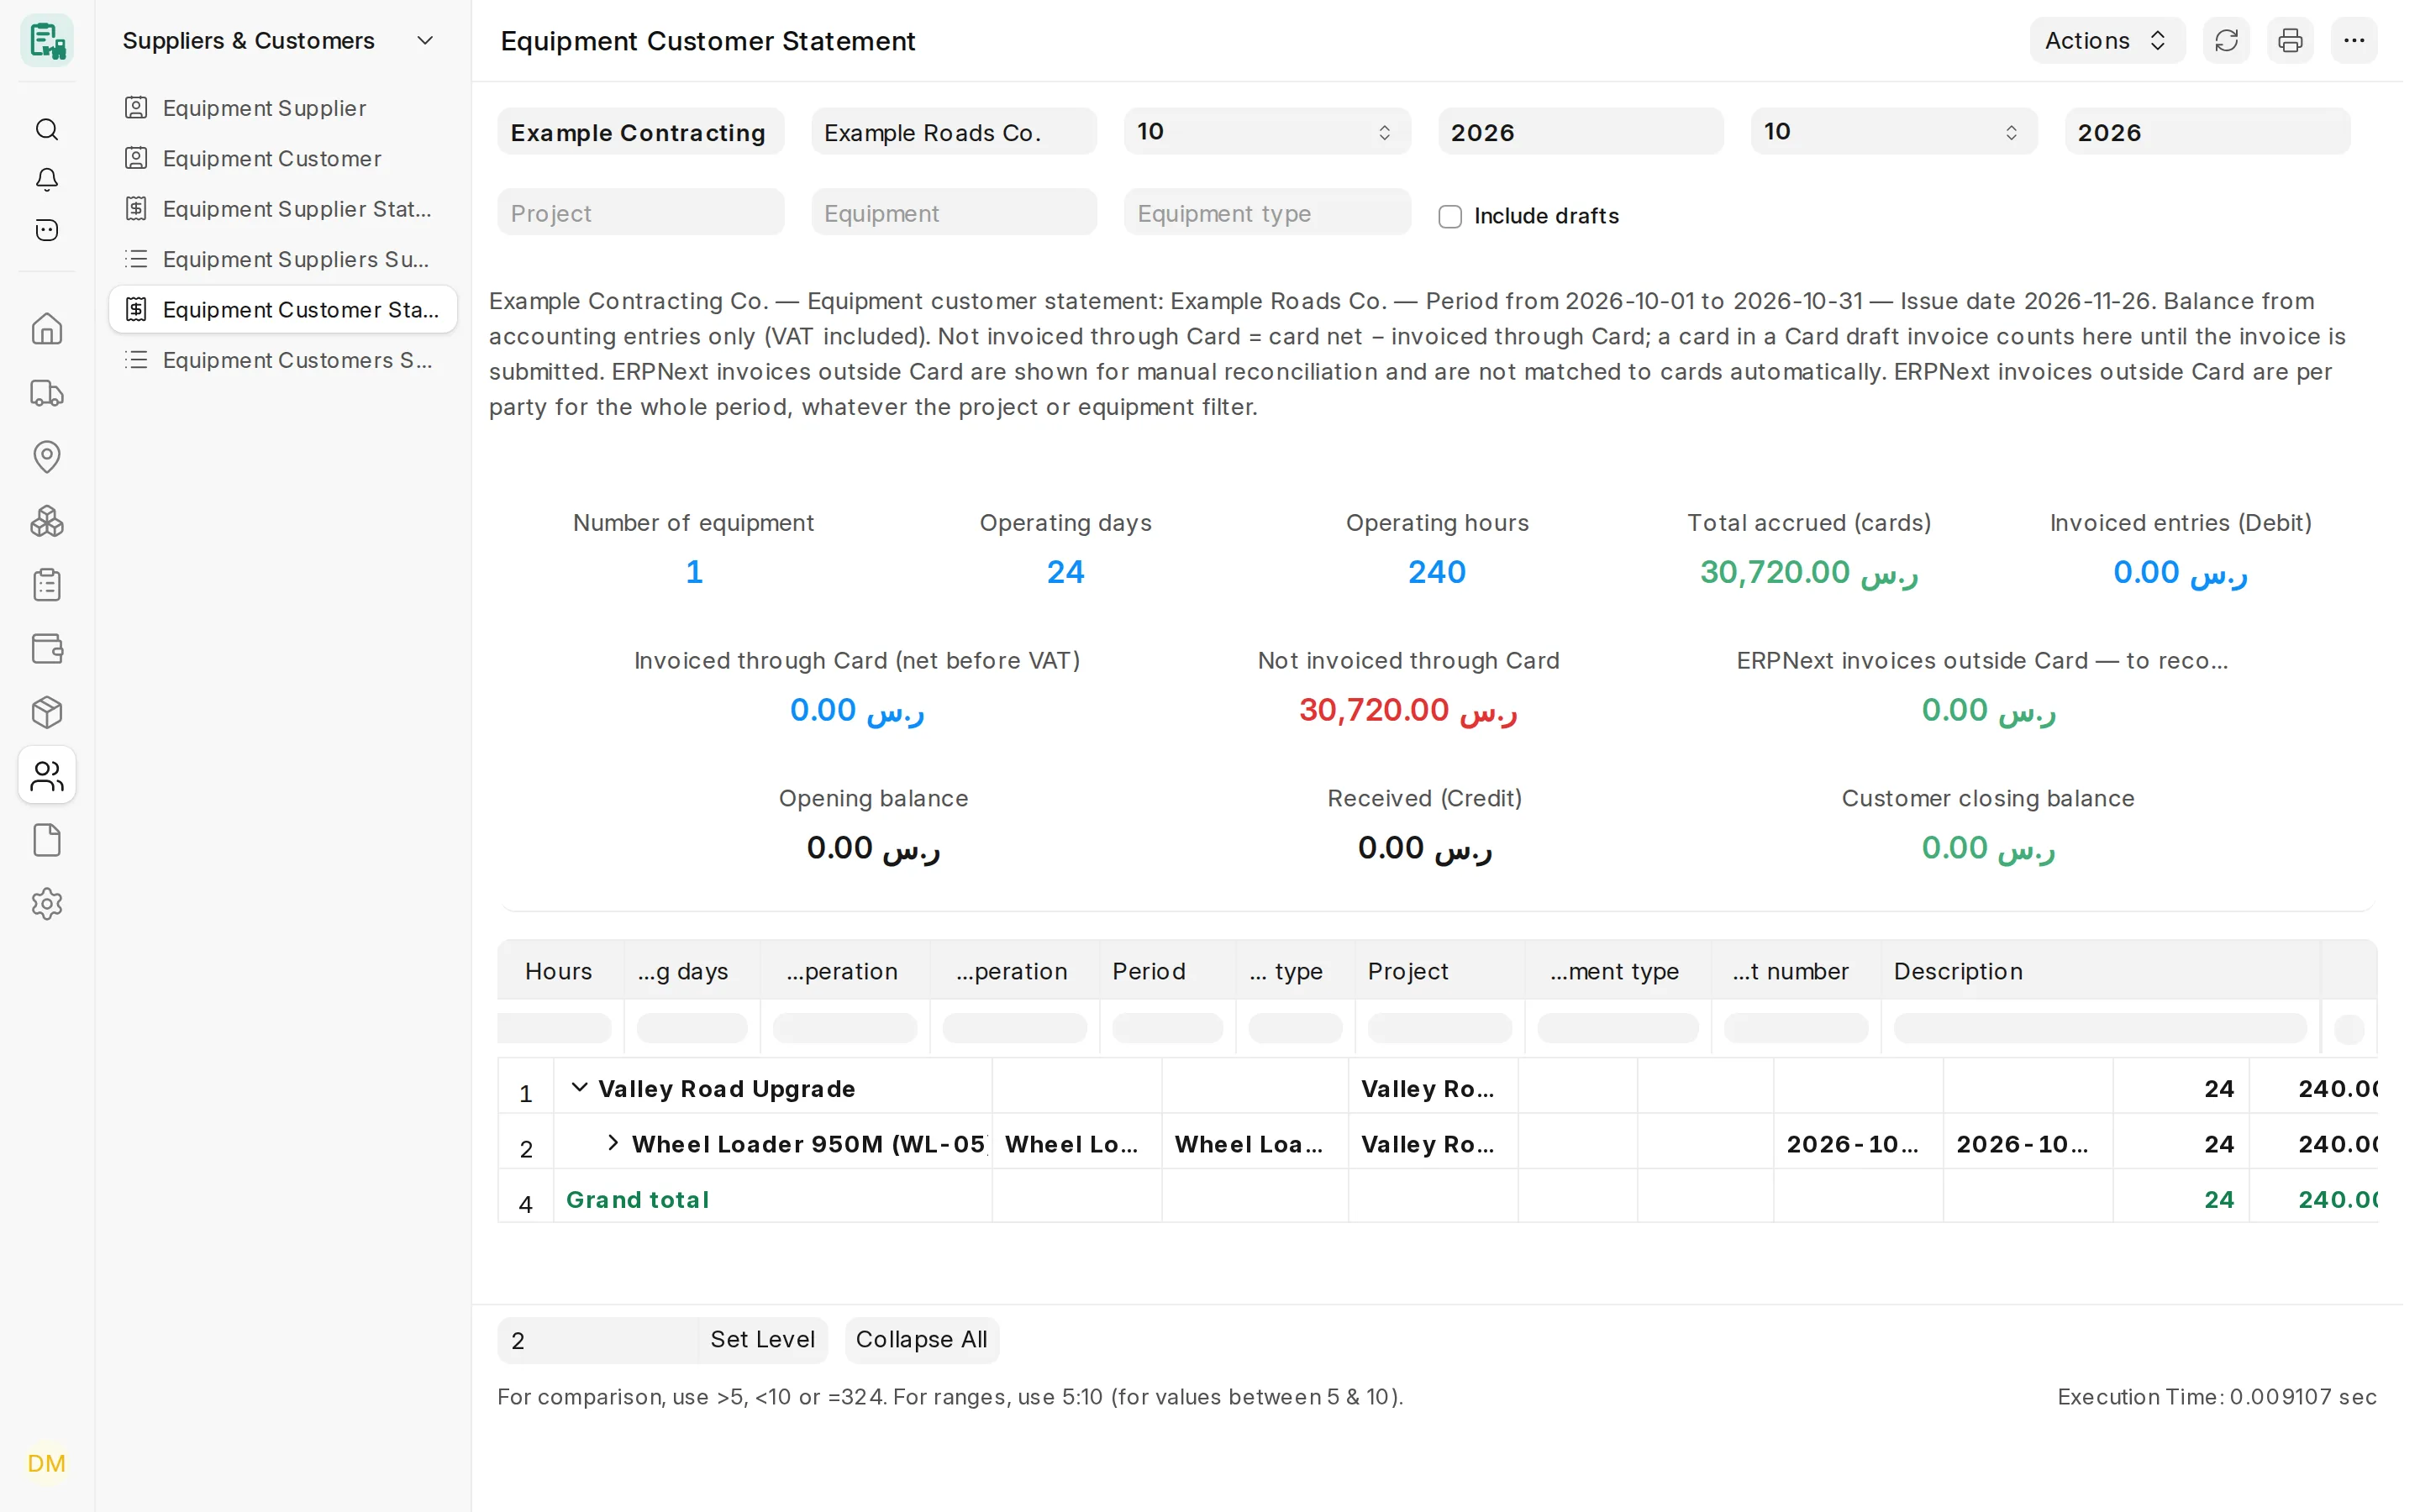 Suppliers & Customers
Equipment Supplier
Equipment Customer
Equipment Supplier Stat...
Equipment Suppliers Su...
Equipment Customer Sta...
Equipment Customers S...
DM
Equipment Customer Statement
Actions
Example Contracting
Example Roads Co.
10
2026
10
2026
Project
Equipment
Equipment type
Include drafts
Example Contracting Co. — Equipment customer statement: Example Roads Co. — Period from 2026-10-01 to 2026-10-31 — Issue date 2026-11-26. Balance from
accounting entries only (VAT included). Not invoiced through Card = card net − invoiced through Card; a card in a Card draft invoice counts here until the invoice is
submitted. ERPNext invoices outside Card are shown for manual reconciliation and are not matched to cards automatically. ERPNext invoices outside Card are per
party for the whole period, whatever the project or equipment filter.
Number of equipment
1
Operating days
24
Operating hours
240
Total accrued (cards)
30,720.00 ر.س
Invoiced entries (Debit)
0.00 ر.س
Invoiced through Card (net before VAT)
0.00 ر.س
Not invoiced through Card
30,720.00 ر.س
ERPNext invoices outside Card — to reco...
0.00 ر.س
Opening balance
0.00 ر.س
Received (Credit)
0.00 ر.س
Customer closing balance
0.00 ر.س
Hours ...g days ...peration ...peration Period ... type Project ...ment type ...t number Description
1 Valley Road Upgrade Valley Ro... 24 240.00
2 Wheel Loader 950M (WL-05) Wheel Lo... Wheel Loa... Valley Ro... 2026-10... 2026-10... 24 240.00
4 Grand total 24 240.00
2 Set Level Collapse All
For comparison, use >5, <10 or =324. For ranges, use 5:10 (for values between 5 & 10).
Execution Time: 0.009107 sec